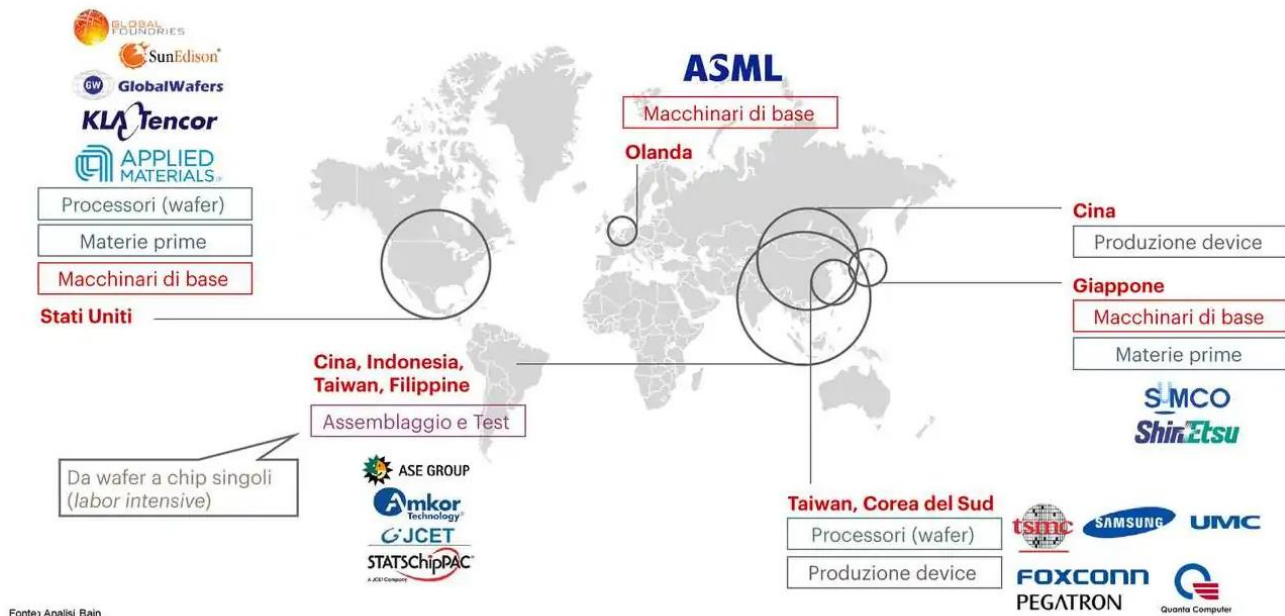 GLOBAL
FOUNDRIES
SunEdison
GW GlobalWafers
KLA Tencor
APPLIED
MATERIALS
Processori (wafer)
Materie prime
Macchinari di base
Stati Uniti
ASML
Macchinari di base
Olanda
Cina
Produzione device
Giappone
Macchinari di base
Materie prime
SUMCO
ShinEtsu
Cina, Indonesia,
Taiwan, Filippine
Assemblaggio e Test
Da wafer a chip singoli
(labor intensive)
ASE GROUP
Amkor
Technology®
JCET
STATSChipPAC
A JCET Company
Taiwan, Corea del Sud
Processori (wafer)
Produzione device
tsmc
SAMSUNG
UMC
FOXCONN
PEGATRON
Quanta Computer
Fonte: Analisi Bain